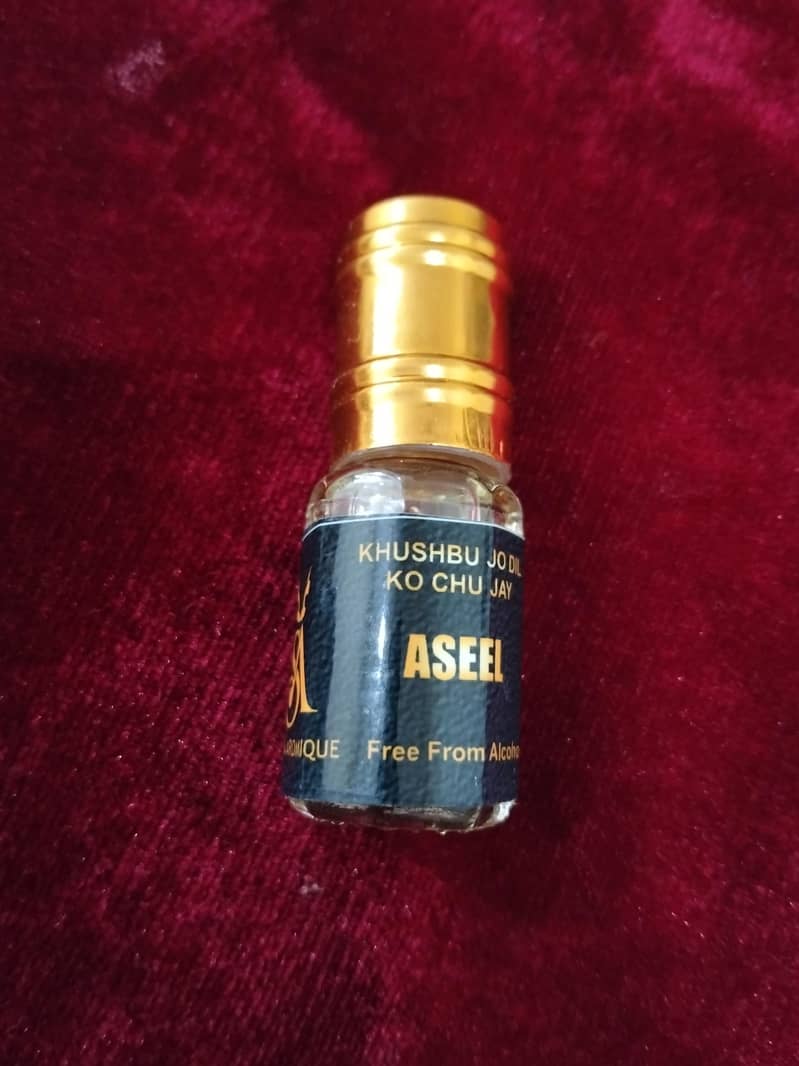 KHUSHBU JO DIL
KO CHU JAY
ASEEL
Free From Alcoho